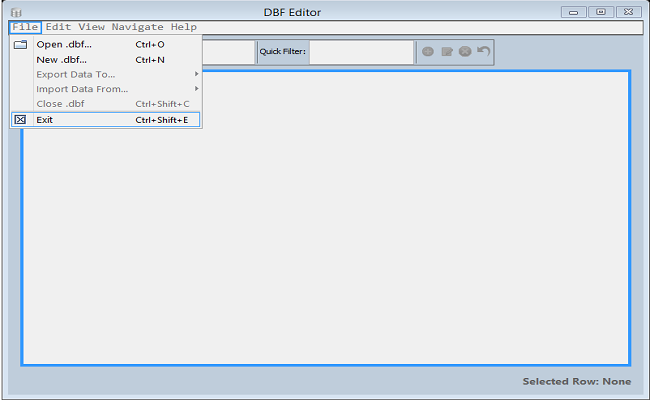 DBF Editor
File Edit View Navigate Help
Open .dbf... Ctrl+O
New .dbf... Ctrl+N
Export Data To...
Import Data From...
Close .dbf Ctrl+Shift+C
Exit Ctrl+Shift+E
Quick Filter:
Selected Row: None